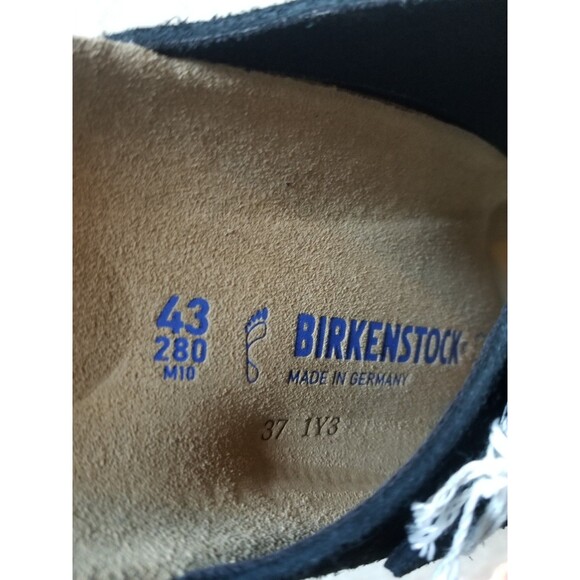 43
280
M10
BIRKENSTOCK
MADE IN GERMANY
37 1Y3